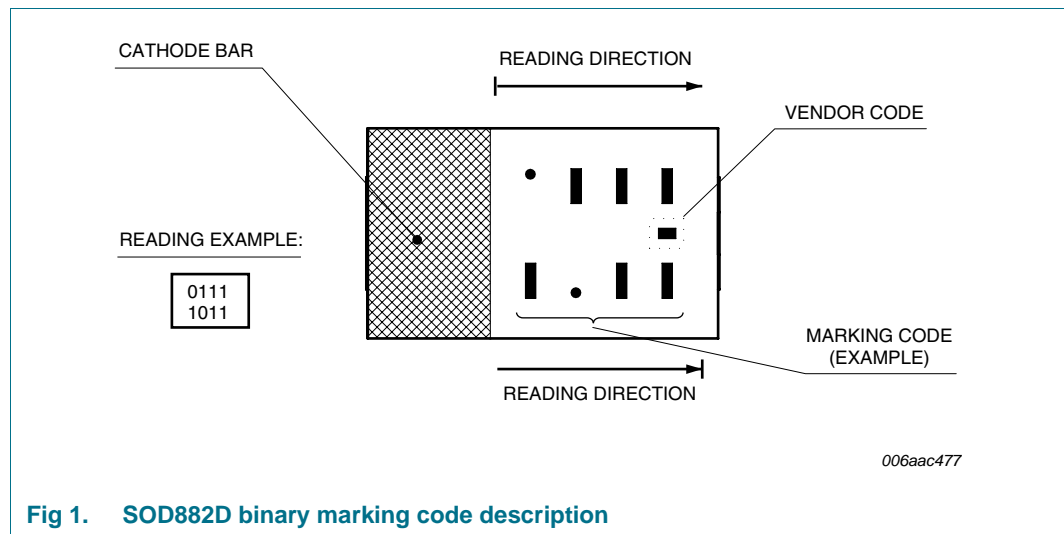 CATHODE BAR
READING DIRECTION
VENDOR CODE
READING EXAMPLE:
0111
1011
MARKING CODE
(EXAMPLE)
READING DIRECTION
006aac477
Fig 1. SOD882D binary marking code description